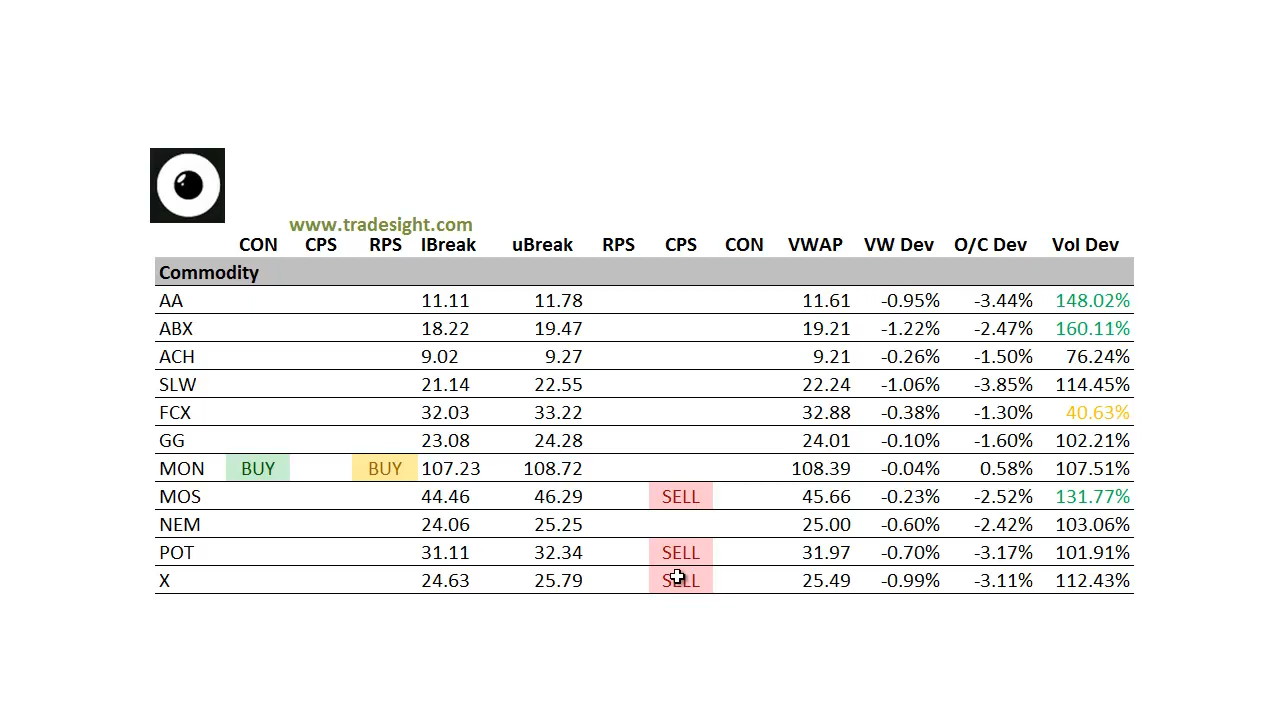 www.tradesight.com
CON CPS RPS lBreak uBreak RPS CPS CON VWAP VW Dev O/C Dev Vol Dev
Commodity
AA 11.11 11.78 11.61 -0.95% -3.44% 148.02%
ABX 18.22 19.47 19.21 -1.22% -2.47% 160.11%
ACH 9.02 9.27 9.21 -0.26% -1.50% 76.24%
SLW 21.14 22.55 22.24 -1.06% -3.85% 114.45%
FCX 32.03 33.22 32.88 -0.38% -1.30% 40.63%
GG 23.08 24.28 24.01 -0.10% -1.60% 102.21%
MON BUY BUY 107.23 108.72 108.39 -0.04% 0.58% 107.51%
MOS 44.46 46.29 SELL 45.66 -0.23% -2.52% 131.77%
NEM 24.06 25.25 25.00 -0.60% -2.42% 103.06%
POT 31.11 32.34 SELL 31.97 -0.70% -3.17% 101.91%
X 24.63 25.79 SELL 25.49 -0.99% -3.11% 112.43%